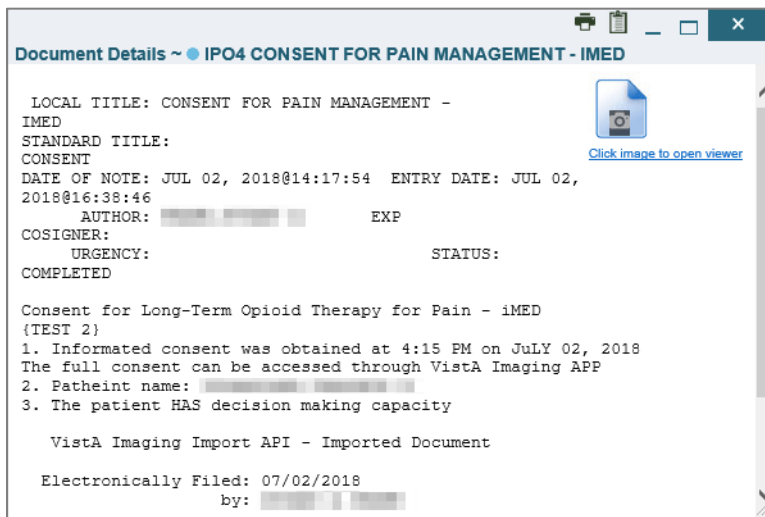 Document Details ~ IPO4 CONSENT FOR PAIN MANAGEMENT - IMED
LOCAL TITLE: CONSENT FOR PAIN MANAGEMENT -
IMED
Click image to open viewer
STANDARD TITLE:
CONSENT
DATE OF NOTE: JUL 02, 2018@14:17:54 ENTRY DATE: JUL 02,
2018@16:38:46
AUTHOR: EXP
COSIGNER:
URGENCY: STATUS:
COMPLETED
Consent for Long-Term Opioid Therapy for Pain - iMED
{TEST 2}
1. Informated consent was obtained at 4:15 PM on JuLY 02, 2018
The full consent can be accessed through VistA Imaging APP
2. Patheint name:
3. The patient HAS decision making capacity
VistA Imaging Import API - Imported Document
Electronically Filed: 07/02/2018
by: